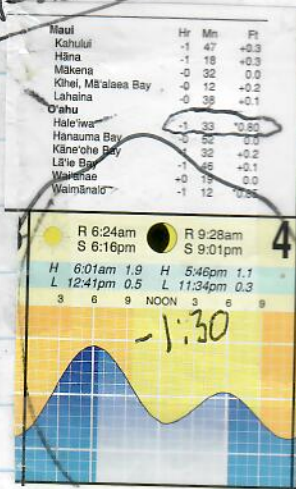 Maui Hr Mn Ft
Kahului -1 47 +0.3
Hāna -1 18 +0.3
Mākena -0 32 0.0
Kihei, Mā'alaea Bay -0 12 +0.2
Lahaina -0 38 +0.1
O'ahu
Hale'iwa -1 33 *0.80
Hanauma Bay -0 52 0.0
Kāne'ohe Bay 32 +0.2
Lā'ie Bay -1 46 +0.1
Wai'anae +0 19 0.0
Waimānalo -1 12
R 6:24am R 9:28am 4
S 6:16pm S 9:01pm
H 6:01am 1.9 H 5:46pm 1.1
L 12:41pm 0.5 L 11:34pm 0.3
3 6 9 NOON 3 6 9
-1:30